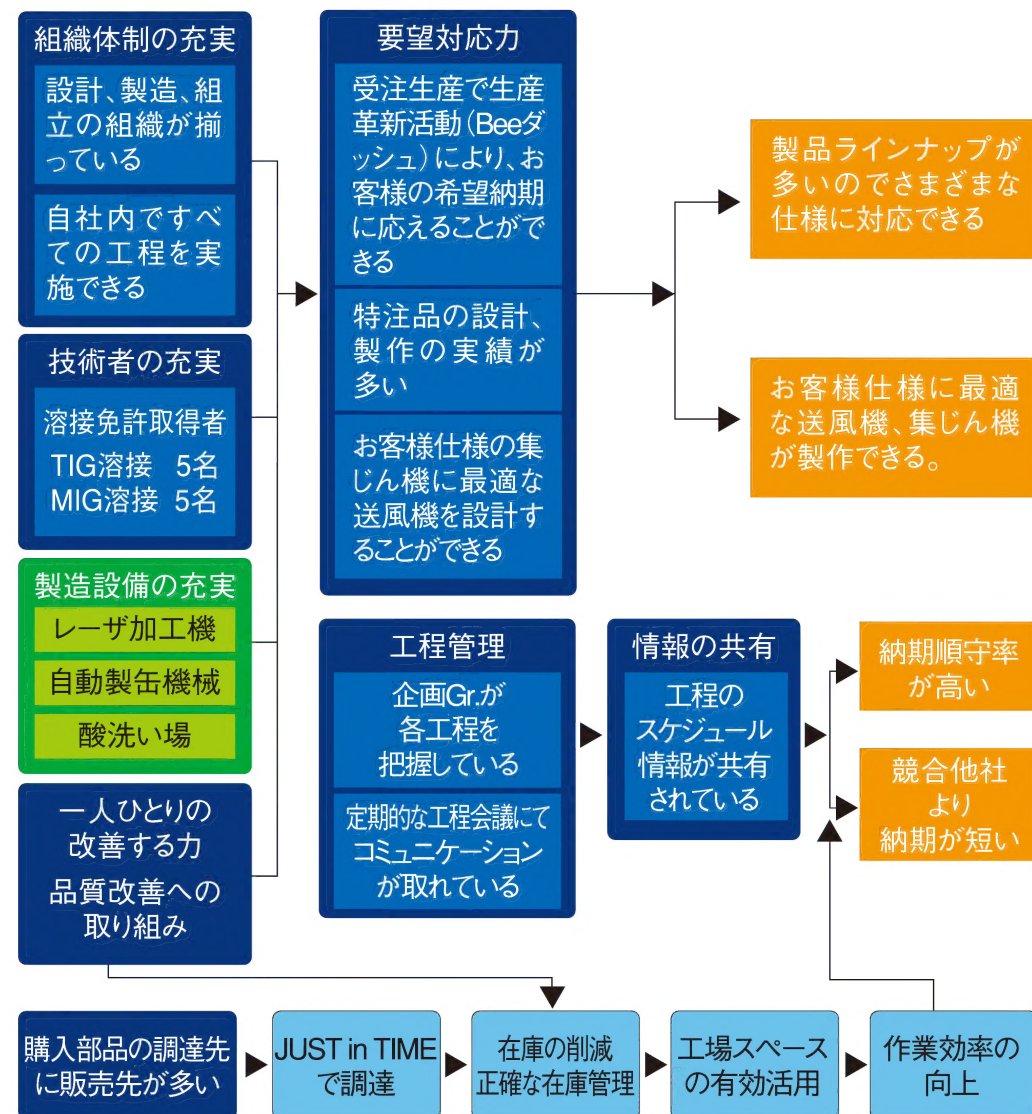 組織体制の充実
設計、製造、組
立の組織が揃
っている
自社内ですべ
ての工程を実
施できる
技術者の充実
溶接免許取得者
TIG溶接 5名
MIG溶接 5名
製造設備の充実
レーザ加工機
自動製缶機械
酸洗い場
一人ひとりの
改善する力
品質改善への
取り組み
要望対応力
受注生産で生産
革新活動(Beeダ
ッシュ)により、お
客様の希望納期
に応えることがで
きる
特注品の設計、
製作の実績が
多い
お客様仕様の集
じん機に最適な
送風機を設計す
ることができる
製品ラインナップが
多いのでさまざまな
仕様に対応できる
お客様仕様に最適
な送風機、集じん機
が製作できる。
工程管理
企画Gr.が
各工程を
把握している
定期的な工程会議にて
コミュニケーション
が取れている
情報の共有
工程の
スケジュール
情報が共有
されている
納期順守率
が高い
競合他社
より
納期が短い
購入部品の調達先
に販売先が多い
JUST in TIME
で調達
在庫の削減
正確な在庫管理
工場スペース
の有効活用
作業効率の
向上